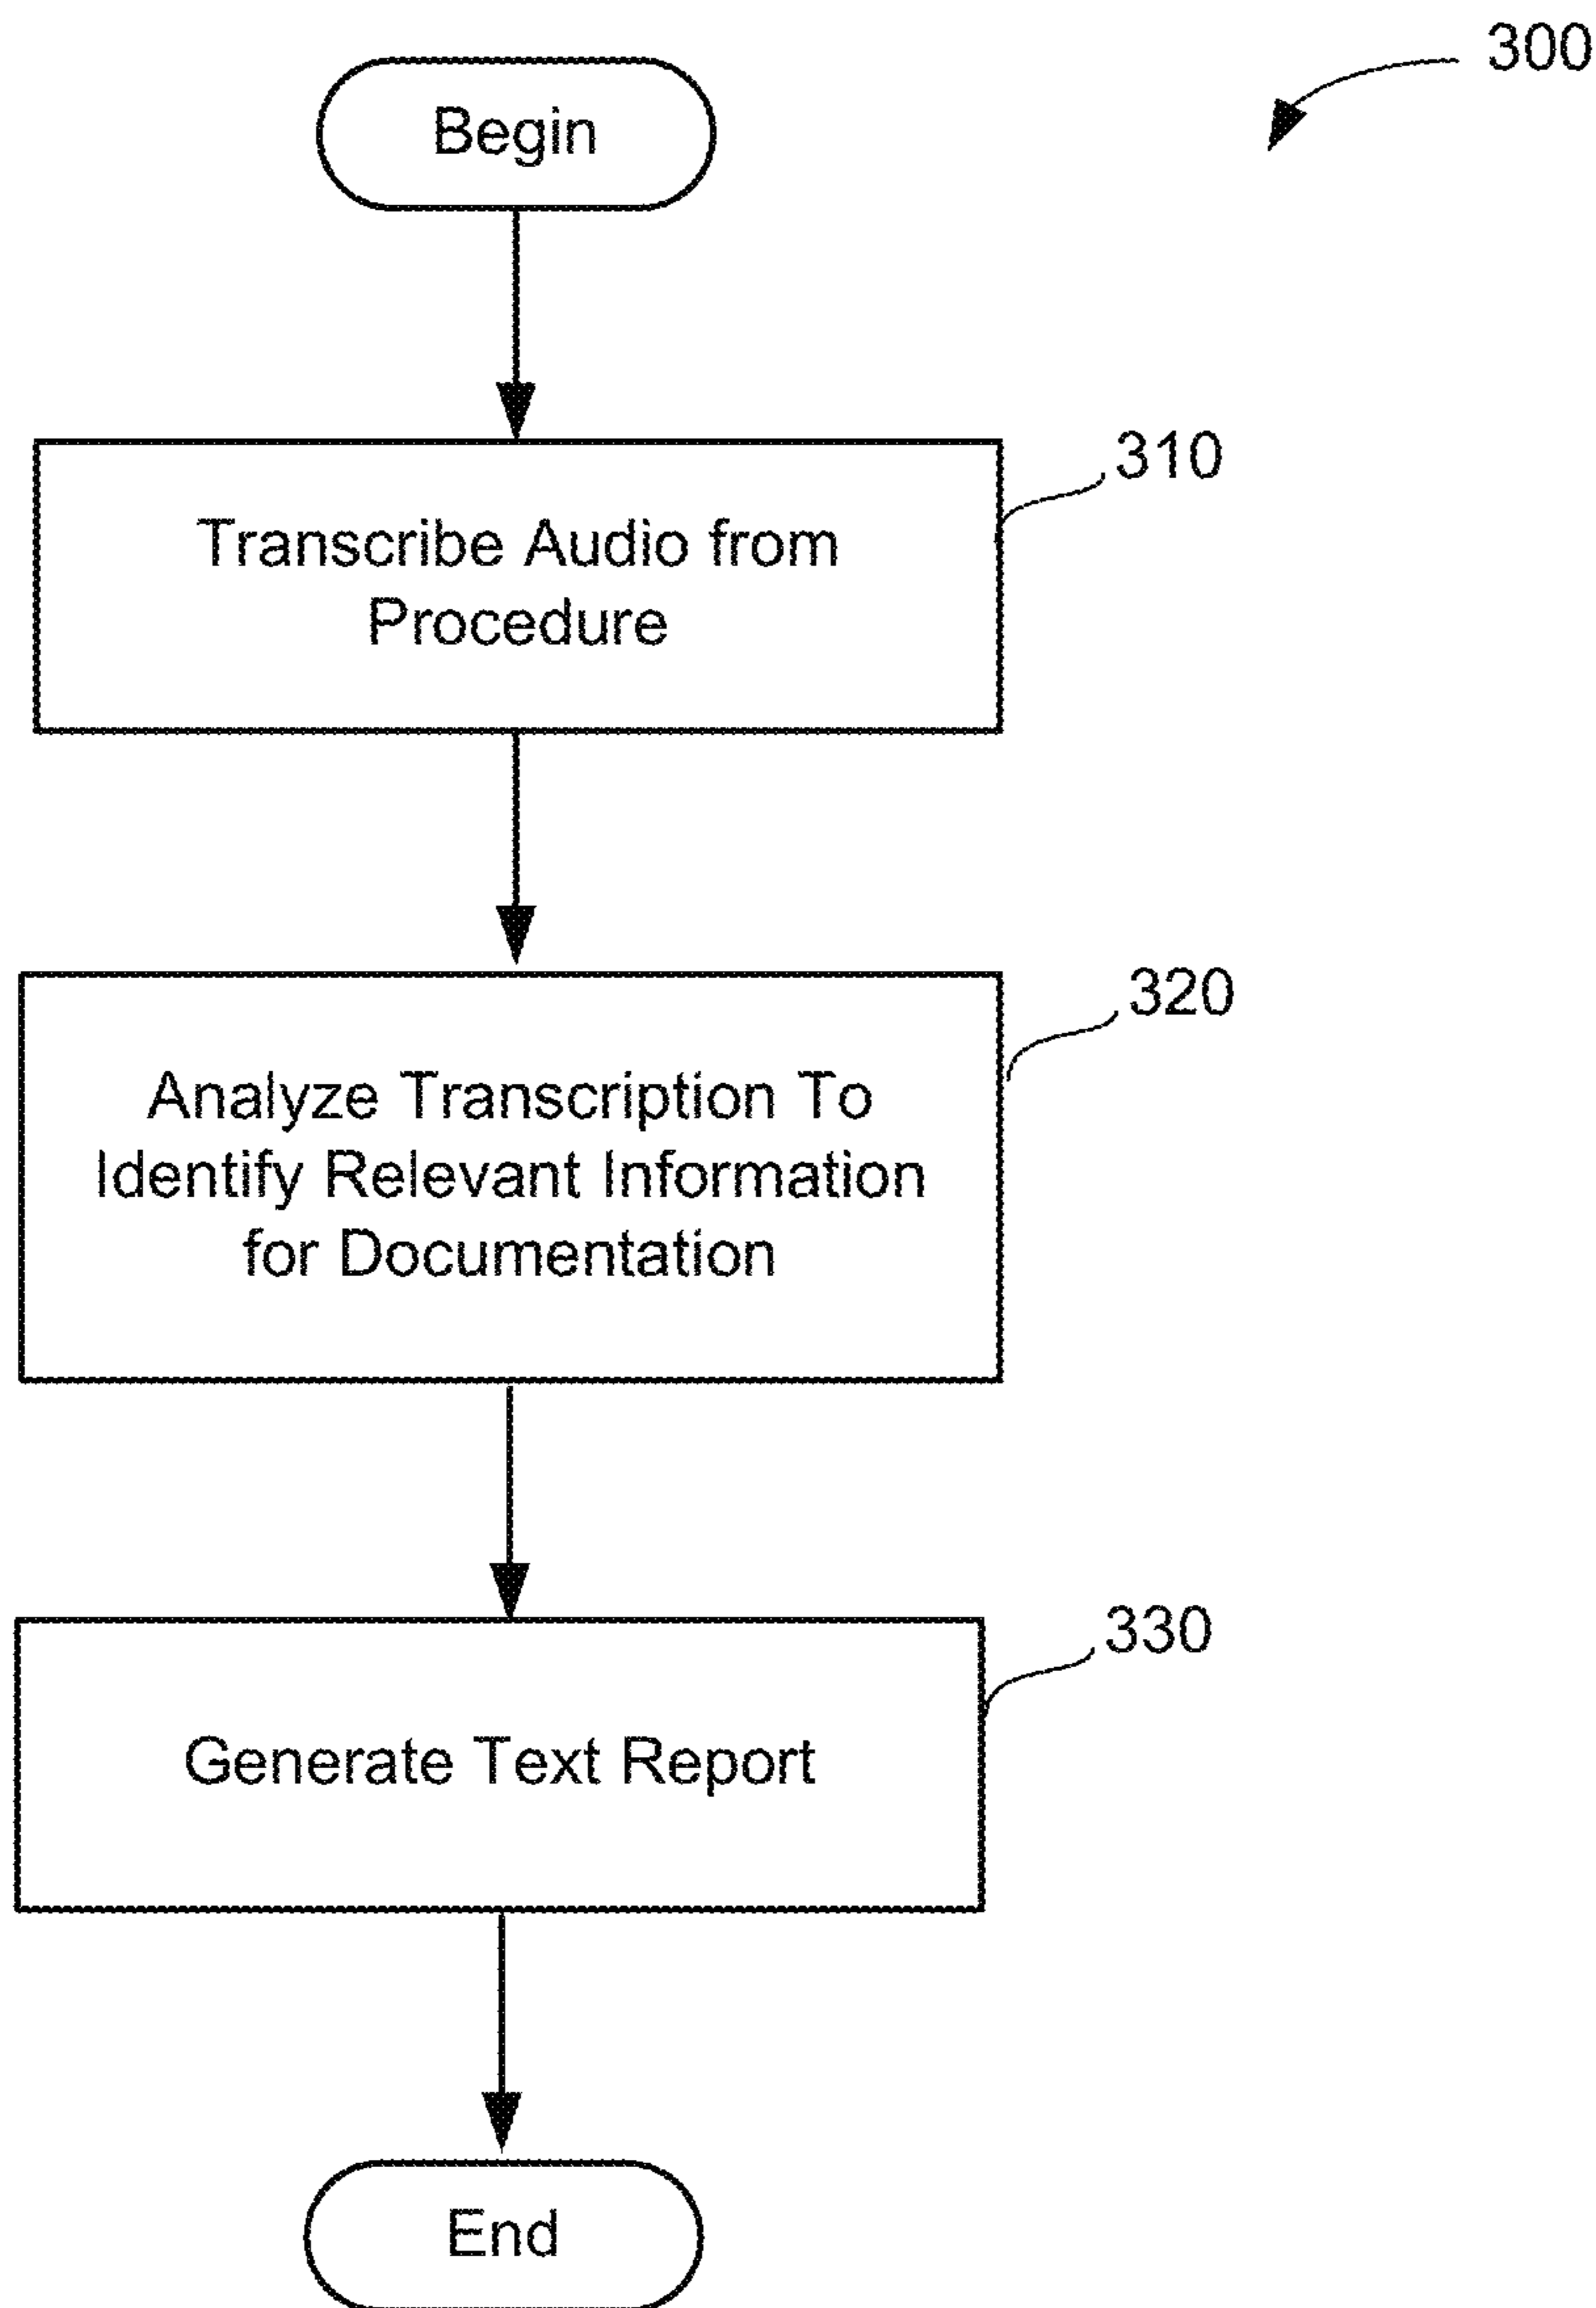 300
Begin
310
Transcribe Audio from
Procedure
320
Analyze Transcription To
Identify Relevant Information
for Documentation
330
Generate Text Report
End